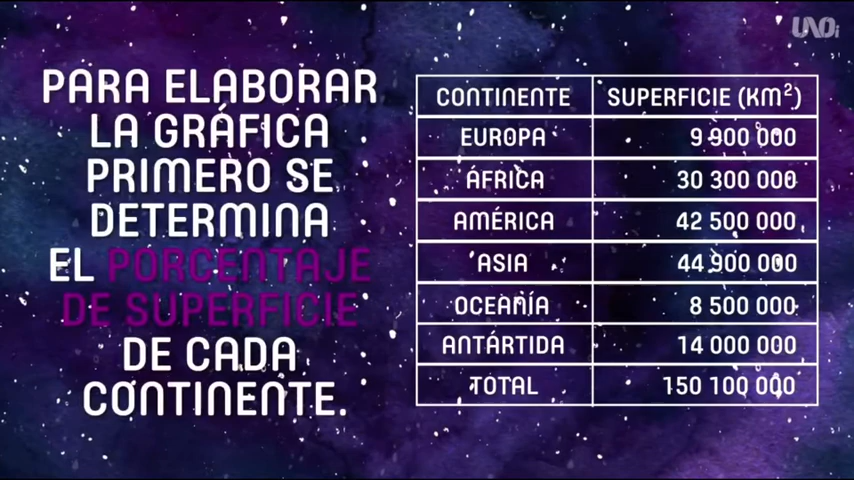 UNOi
PARA ELABORAR
LA GRÁFICA
PRIMERO SE
DETERMINA
EL PORCENTAJE
DE SUPERFICIE
DE CADA
CONTINENTE.
CONTINENTE SUPERFICIE (KM²)
EUROPA 9 900 000
ÁFRICA 30 300 000
AMÉRICA 42 500 000
ASIA 44 900 000
OCEANÍA 8 500 000
ANTÁRTIDA 14 000 000
TOTAL 150 100 000